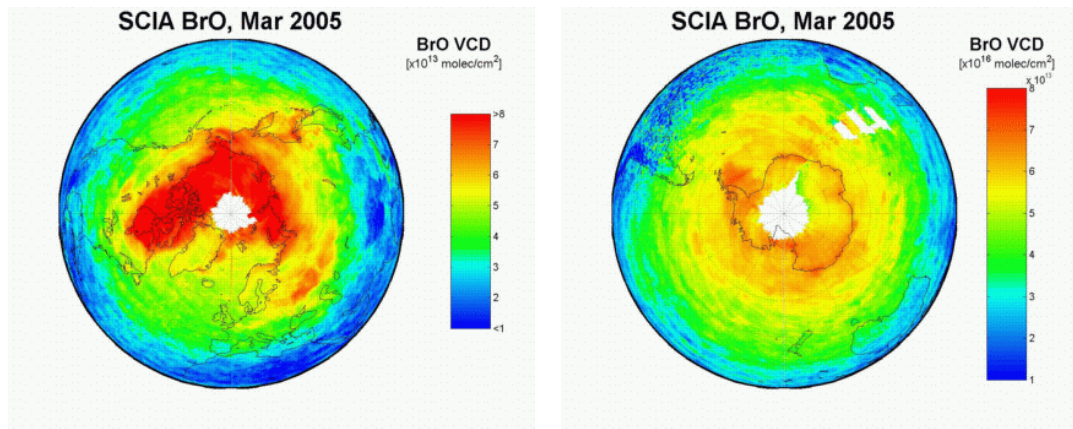 SCIA BrO, Mar 2005
BrO VCD
[x10¹³ molec/cm²]
>8
7
6
5
4
3
2
<1
SCIA BrO, Mar 2005
BrO VCD
[x10¹⁶ molec/cm²]
x 10¹³
8
7
6
5
4
3
2
1